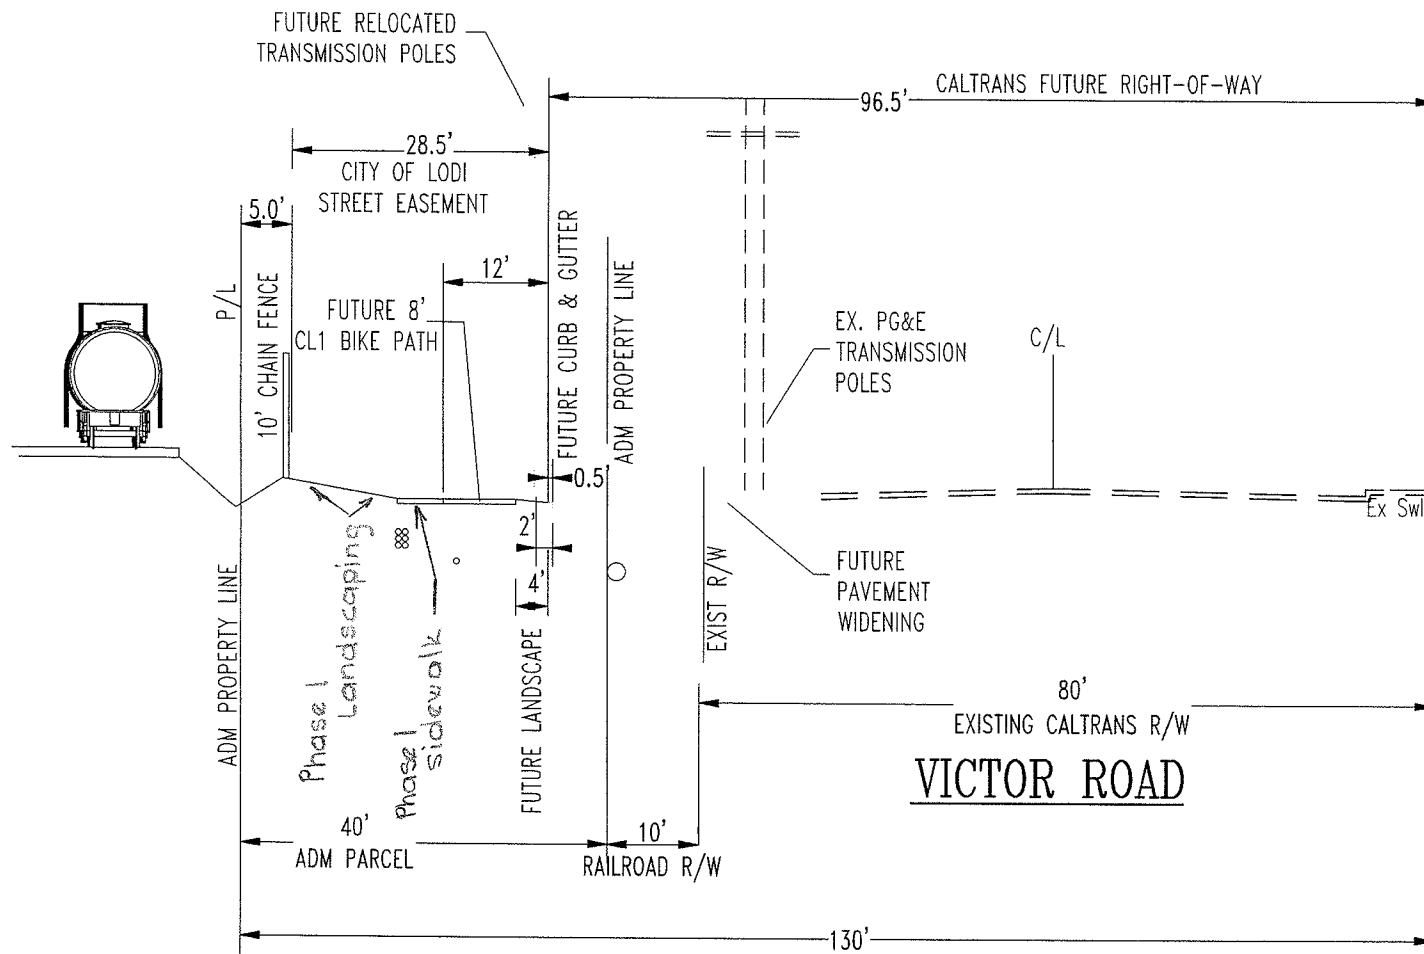 FUTURE RELOCATED
TRANSMISSION POLES
CALTRANS FUTURE RIGHT-OF-WAY
96.5'
28.5'
CITY OF LODI
STREET EASEMENT
5.0'
12'
P/L
10' CHAIN FENCE
FUTURE 8'
CL1 BIKE PATH
FUTURE CURB & GUTTER
ADM PROPERTY LINE
EX. PG&E
TRANSMISSION
POLES
C/L
0.5'
Ex Swl
2'
4'
ADM PROPERTY LINE
Phase 1
Landscaping
Phase 1
sidewalk
FUTURE LANDSCAPE
EXIST R/W
FUTURE
PAVEMENT
WIDENING
80'
EXISTING CALTRANS R/W
VICTOR ROAD
40'
ADM PARCEL
10'
RAILROAD R/W
130'